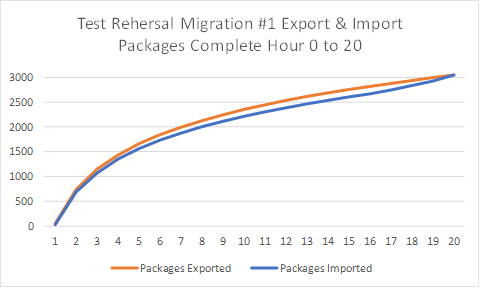 Test Rehersal Migration #1 Export & Import
Packages Complete Hour 0 to 20
3000
2500
2000
1500
1000
500
0
1 2 3 4 5 6 7 8 9 10 11 12 13 14 15 16 17 18 19 20
Packages Exported Packages Imported